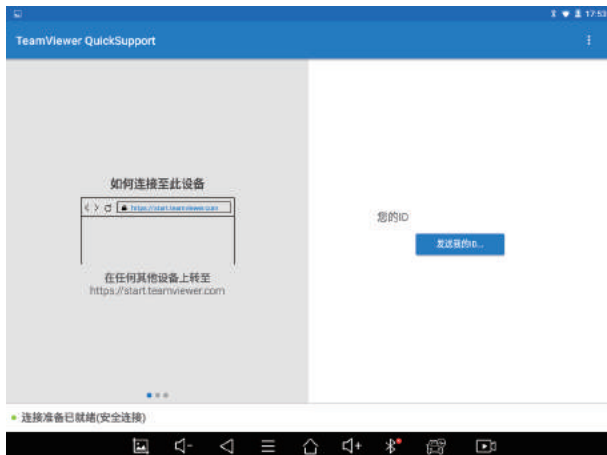 17:53
TeamViewer QuickSupport
如何连接至此设备
https://start.teamviewer.com
在任何其他设备上转至
https://start.teamviewer.com
您的ID
发送我的ID...
连接准备已就绪(安全连接)